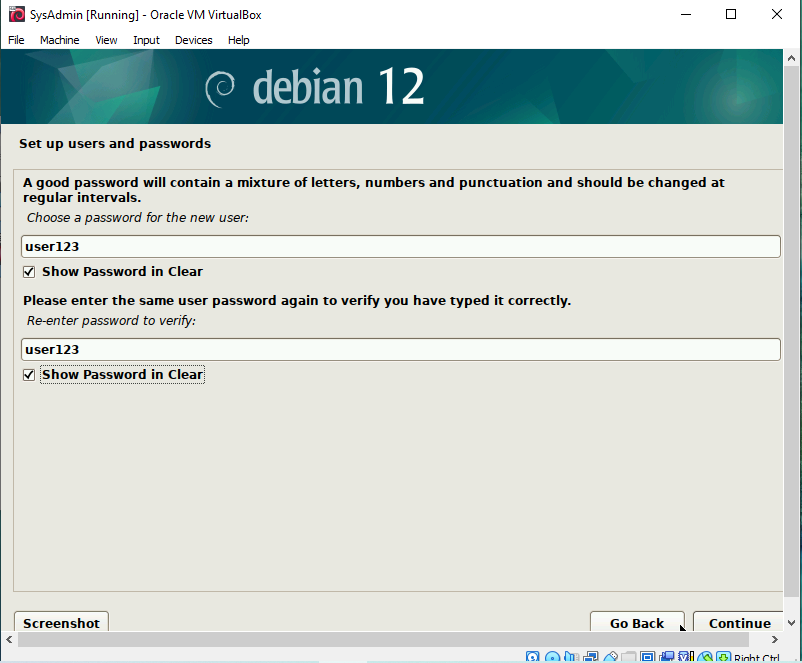 SysAdmin [Running] - Oracle VM VirtualBox
File Machine View Input Devices Help
debian 12
Set up users and passwords
A good password will contain a mixture of letters, numbers and punctuation and should be changed at
regular intervals.
Choose a password for the new user:
user123
Show Password in Clear
Please enter the same user password again to verify you have typed it correctly.
Re-enter password to verify:
user123
Show Password in Clear
Screenshot Go Back Continue
Right Ctrl